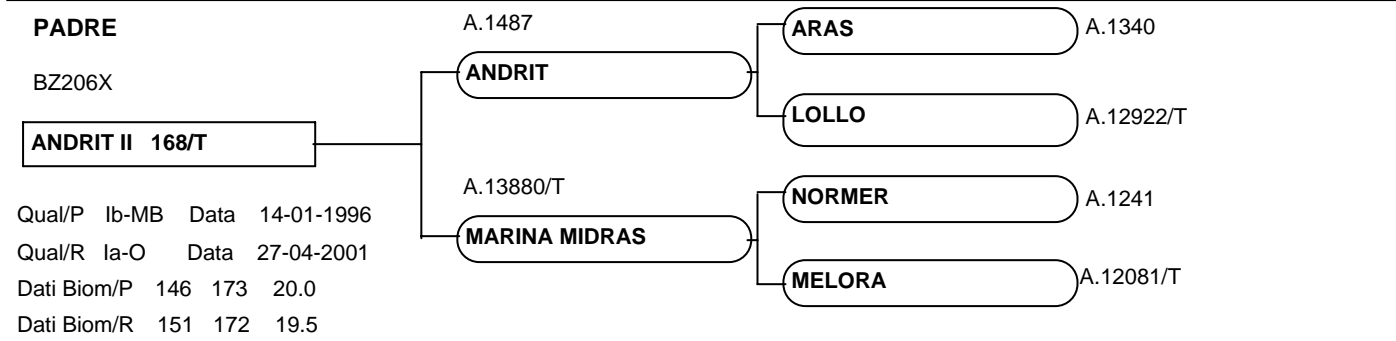 PADRE
BZ206X
ANDRIT II 168/T
Qual/P Ib-MB Data 14-01-1996
Qual/R Ia-O Data 27-04-2001
Dati Biom/P 146 173 20.0
Dati Biom/R 151 172 19.5
A.1487
ANDRIT
A.13880/T
MARINA MIDRAS
ARAS A.1340
LOLLO A.12922/T
NORMER A.1241
MELORA A.12081/T